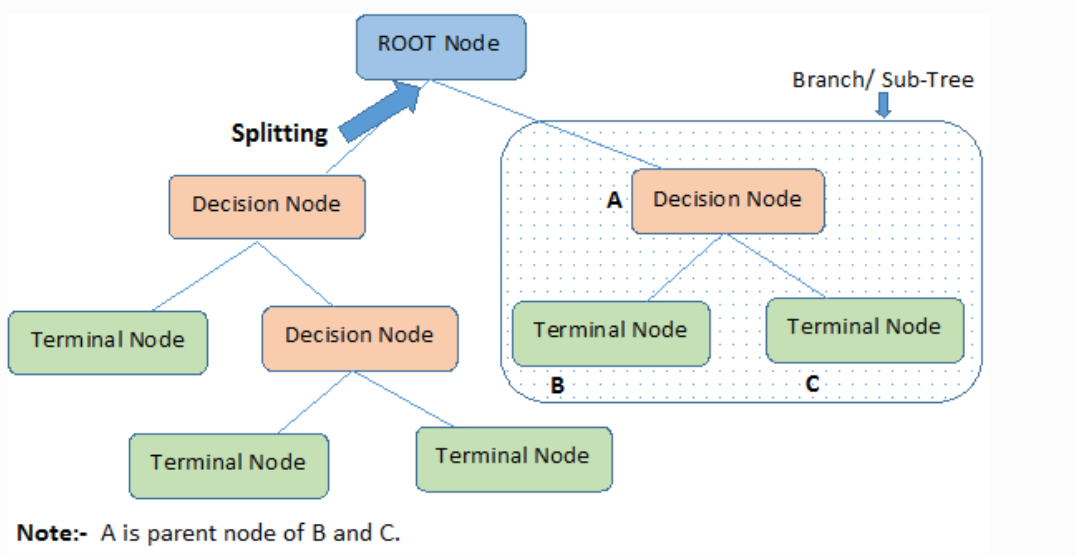 ROOT Node
Branch/ Sub-Tree
Splitting
Decision Node
A
Decision Node
Terminal Node
Decision Node
Terminal Node
Terminal Node
B
C
Terminal Node
Terminal Node
Note:- A is parent node of B and C.